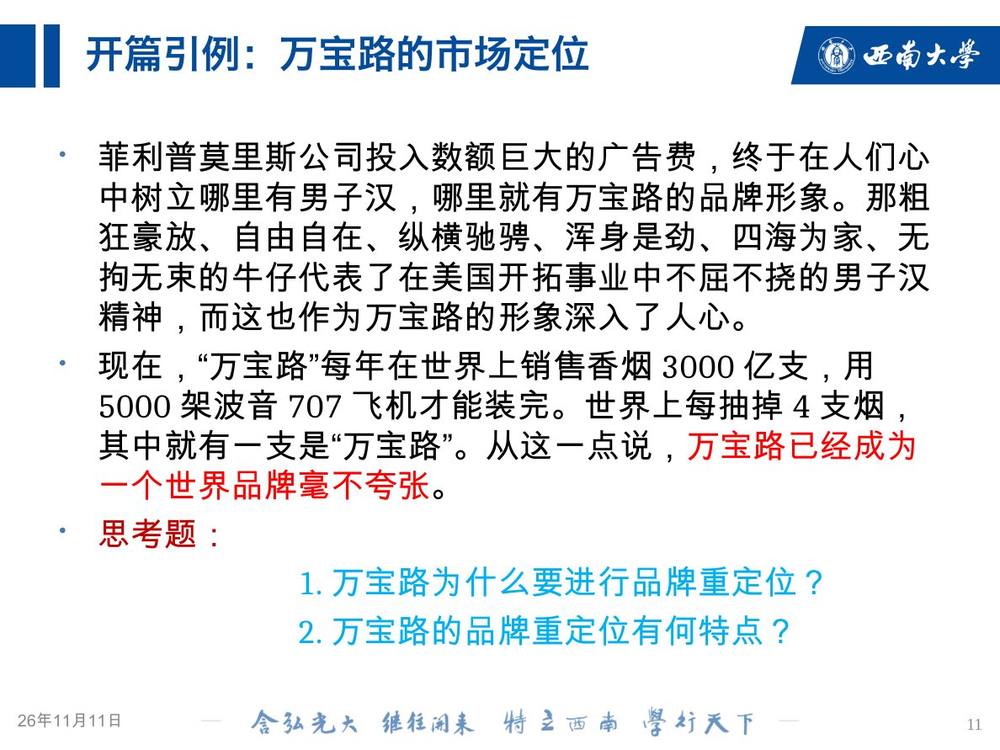 开篇引例：万宝路的市场定位
西南大学
• 菲利普莫里斯公司投入数额巨大的广告费，终于在人们心
中树立哪里有男子汉，哪里就有万宝路的品牌形象。那粗
狂豪放、自由自在、纵横驰骋、浑身是劲、四海为家、无
拘无束的牛仔代表了在美国开拓事业中不屈不挠的男子汉
精神，而这也作为万宝路的形象深入了人心。
• 现在，“万宝路”每年在世界上销售香烟 3000 亿支，用
5000 架波音 707 飞机才能装完。世界上每抽掉 4 支烟，
其中就有一支是“万宝路”。从这一点说，万宝路已经成为
一个世界品牌毫不夸张。
• 思考题：
1. 万宝路为什么要进行品牌重定位？
2. 万宝路的品牌重定位有何特点？
26年11月11日
含弘光大 继往开来 特立西南 學行天下
11